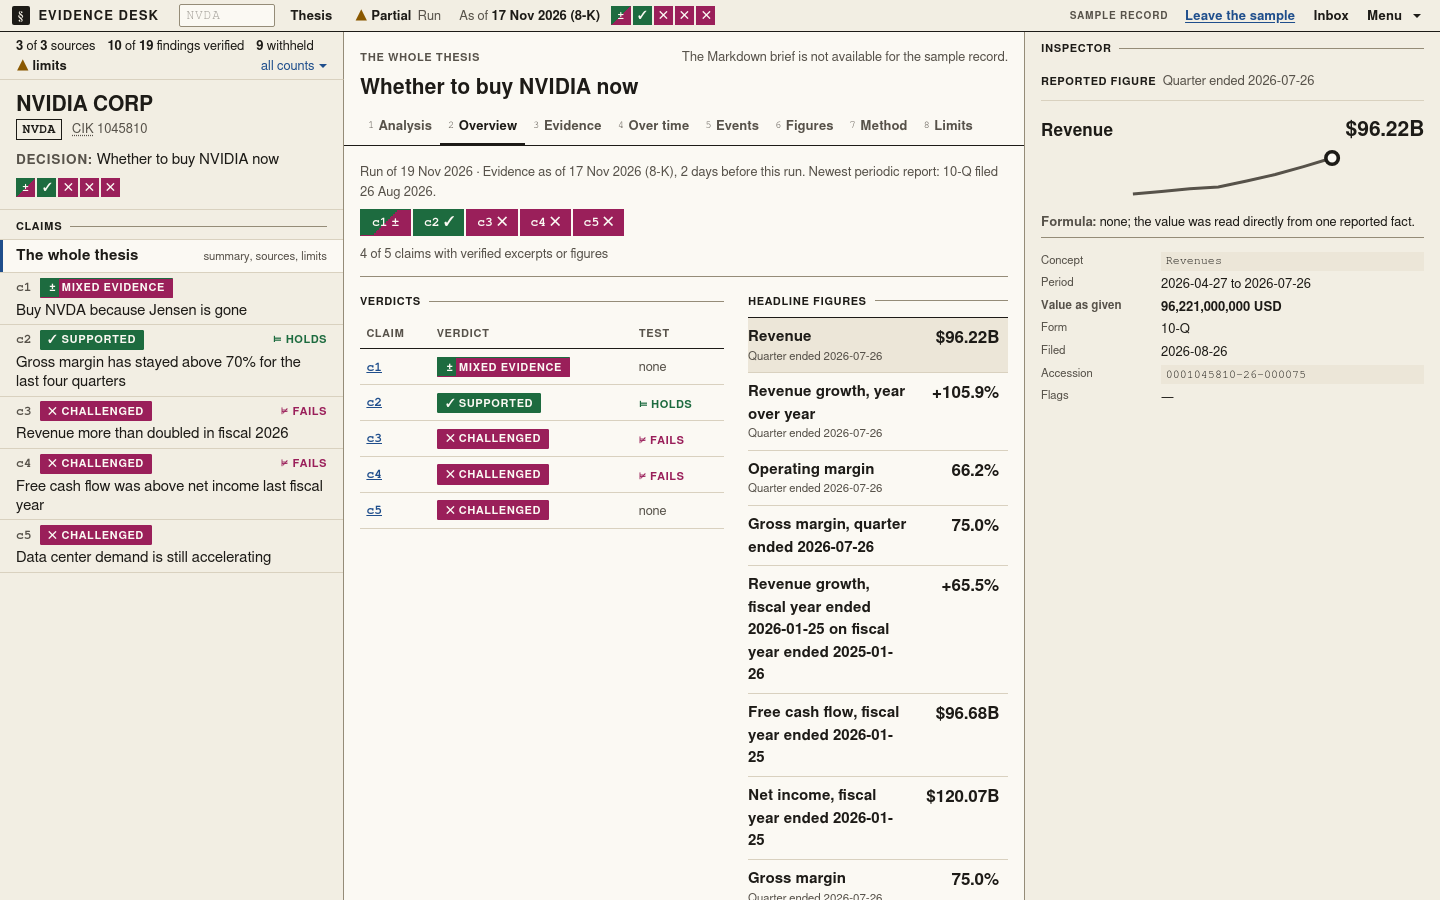 § EVIDENCE DESK NVDA Thesis Partial Run As of 17 Nov 2026 (8-K) ± ✓ ✕ ✕ ✕ SAMPLE RECORD Leave the sample Inbox Menu
3 of 3 sources 10 of 19 findings verified 9 withheld
limits all counts
NVIDIA CORP
NVDA CIK 1045810
DECISION: Whether to buy NVIDIA now
± ✓ ✕ ✕ ✕
CLAIMS
The whole thesis summary, sources, limits
c1 ± MIXED EVIDENCE
Buy NVDA because Jensen is gone
c2 ✓ SUPPORTED ⊨ HOLDS
Gross margin has stayed above 70% for the
last four quarters
c3 ✕ CHALLENGED ⊭ FAILS
Revenue more than doubled in fiscal 2026
c4 ✕ CHALLENGED ⊭ FAILS
Free cash flow was above net income last fiscal
year
c5 ✕ CHALLENGED
Data center demand is still accelerating
THE WHOLE THESIS The Markdown brief is not available for the sample record.
Whether to buy NVIDIA now
1 Analysis 2 Overview 3 Evidence 4 Over time 5 Events 6 Figures 7 Method 8 Limits
Run of 19 Nov 2026 · Evidence as of 17 Nov 2026 (8-K), 2 days before this run. Newest periodic report: 10-Q filed
26 Aug 2026.
c1 ± c2 ✓ c3 ✕ c4 ✕ c5 ✕
4 of 5 claims with verified excerpts or figures
VERDICTS
CLAIM VERDICT TEST
c1 ± MIXED EVIDENCE none
c2 ✓ SUPPORTED ⊨ HOLDS
c3 ✕ CHALLENGED ⊭ FAILS
c4 ✕ CHALLENGED ⊭ FAILS
c5 ✕ CHALLENGED none
HEADLINE FIGURES
Revenue $96.22B
Quarter ended 2026-07-26
Revenue growth, year +105.9%
over year
Quarter ended 2026-07-26
Operating margin 66.2%
Quarter ended 2026-07-26
Gross margin, quarter 75.0%
ended 2026-07-26
Revenue growth, +65.5%
fiscal year ended
2026-01-25 on fiscal
year ended 2025-01-
26
Free cash flow, fiscal $96.68B
year ended 2026-01-
25
Net income, fiscal $120.07B
year ended 2026-01-
25
Gross margin 75.0%
Quarter ended 2026-07-26
INSPECTOR
REPORTED FIGURE Quarter ended 2026-07-26
Revenue $96.22B
Formula: none; the value was read directly from one reported fact.
Concept Revenues
Period 2026-04-27 to 2026-07-26
Value as given 96,221,000,000 USD
Form 10-Q
Filed 2026-08-26
Accession 0001045810-26-000075
Flags —